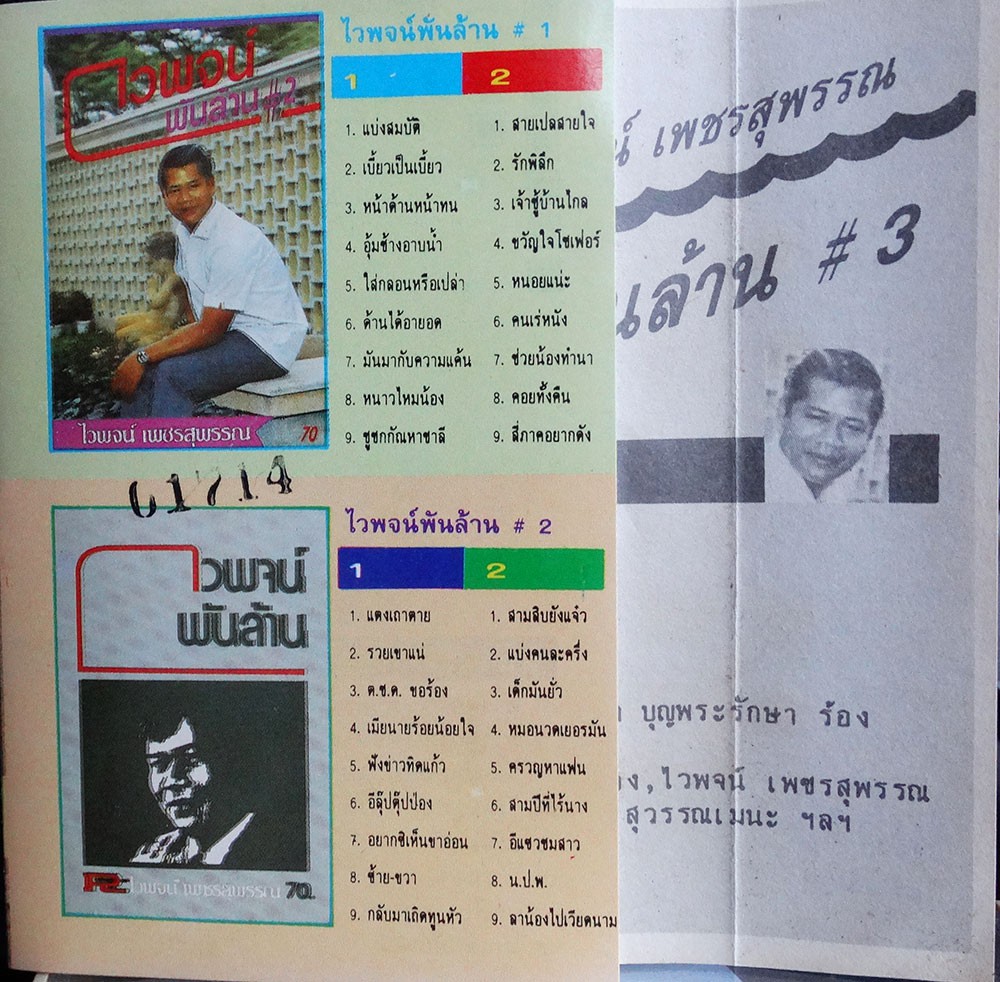 ไวพจน์
พันล้าน #2
ไวพจน์ เพชรสุพรรณ
70
ไวพจน์พันล้าน # 1
1 2
1. แบ่งสมบัติ
2. เบี้ยวเป็นเบี้ยว
3. หน้าด้านหน้าทน
4. อุ้มช้างอาบน้ำ
5. ใส่กลอนหรือเปล่า
6. ด้านได้อายอด
7. มันมากับความแค้น
8. หนาวไหมน้อง
9. ชูชกกัณหาชาลี
1. สายเปลสายใจ
2. รักพิลึก
3. เจ้าชู้บ้านไกล
4. ขวัญใจโชเฟอร์
5. หนอยแน่ะ
6. คนเร่หนัง
7. ช่วยน้องทำนา
8. คอยทั้งคืน
9. สี่ภาคอยากดัง
01714
ไวพจน์
พันล้าน
ไวพจน์ เพชรสุพรรณ 70.
ไวพจน์พันล้าน # 2
1 2
1. แตงเถาตาย
2. รวยเขาแน่
3. ต.ช.ด. ขอร้อง
4. เมียนายร้อยน้อยใจ
5. ฟังข่าวทิดแก้ว
6. อีลุ๊ปตุ๊ปป่อง
7. อยากซิเห็นขาอ่อน
8. ซ้าย-ขวา
9. กลับมาเถิดทูนหัว
1. สามสิบยังแจ๋ว
2. แบ่งคนละครึ่ง
3. เด็กมันยั่ว
4. หมอนวดเยอรมัน
5. ครวญหาแฟน
6. สามปีที่ไร้นาง
7. อีแซวชมสาว
8. น.ป.พ.
9. ลาน้องไปเวียดนาม
น์ เพชรสุพรรณ
นล้าน # 3
บุญพระรักษา ร้อง
อง,ไวพจน์ เพชรสุพรรณ
สุวรรณเมนะ ฯลฯ